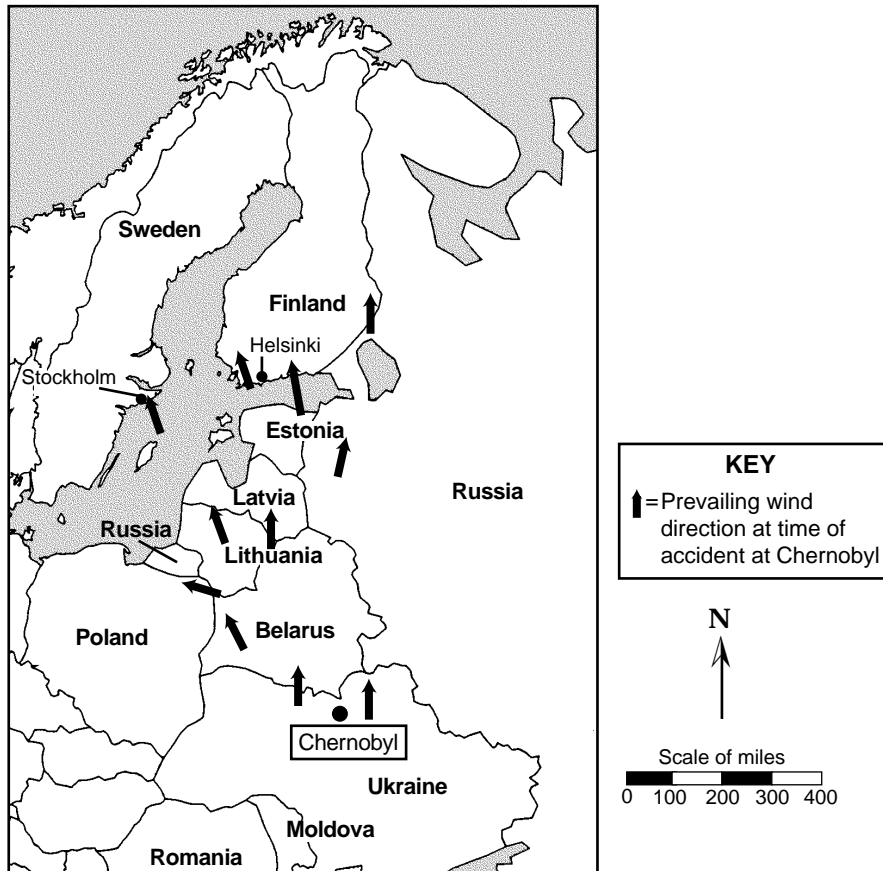 Sweden
Finland
Helsinki
Stockholm
Estonia
Russia
Latvia
Russia
Lithuania
Poland
Belarus
Chernobyl
Ukraine
Moldova
Romania
KEY
=Prevailing wind
direction at time of
accident at Chernobyl
N
Scale of miles
0 100 200 300 400